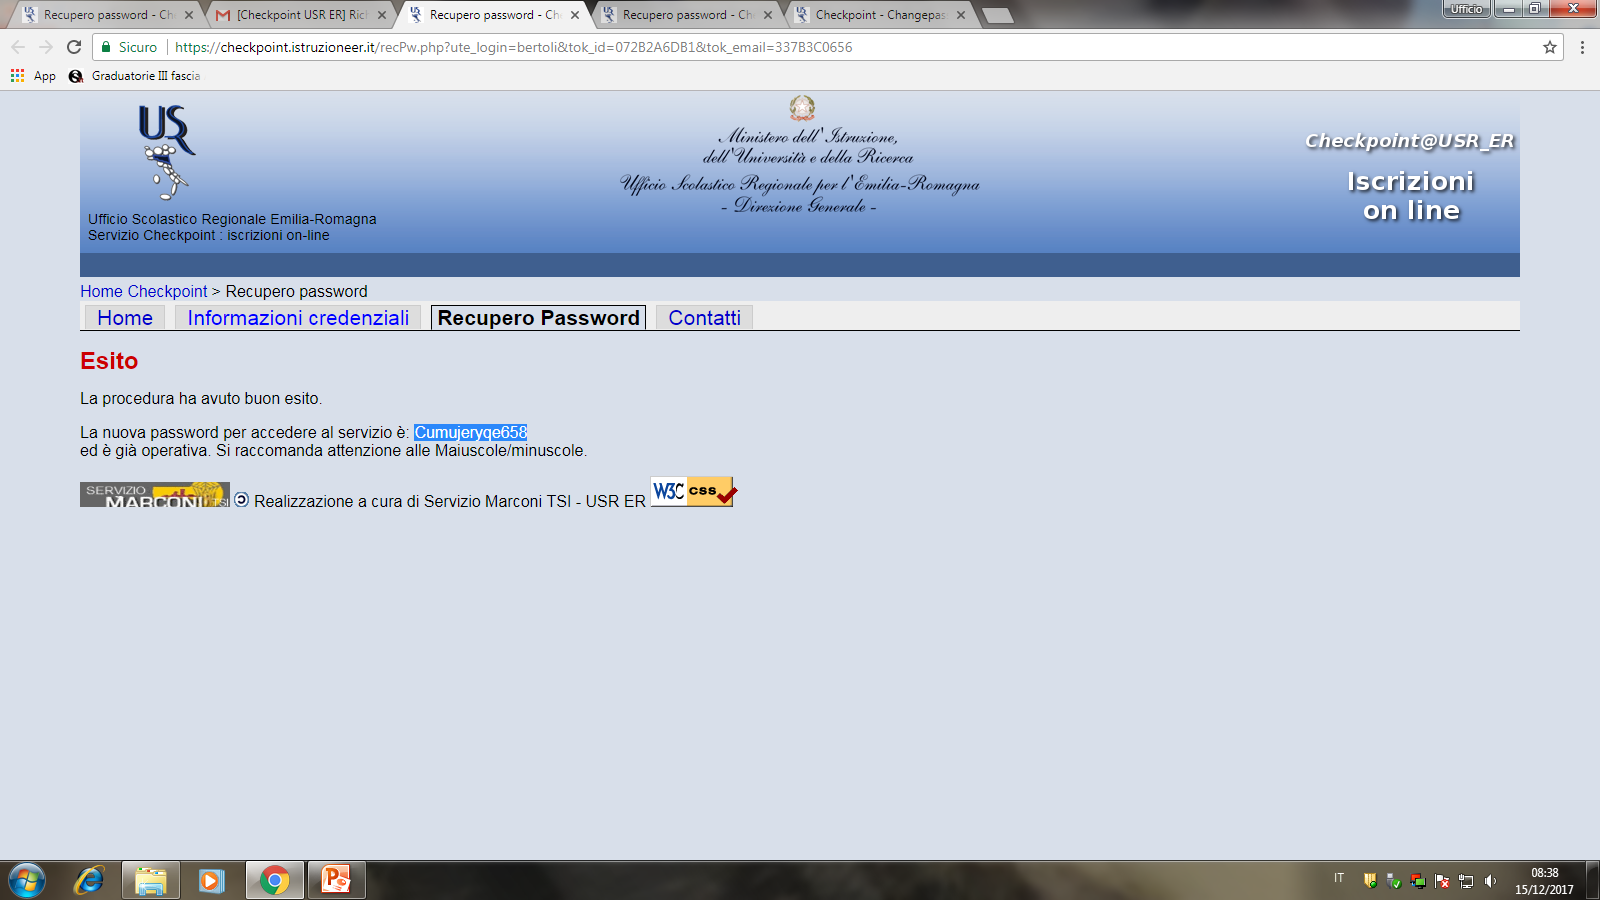 Recupero password - Ch
[Checkpoint USR ER] Rich
Recupero password - Ch
Recupero password - Ch
Checkpoint - Changepas
Ufficio
Sicuro
https://checkpoint.istruzioneer.it/recPw.php?ute_login=bertoli&tok_id=072B2A6DB1&tok_email=337B3C0656
App
Graduatorie III fascia
US
Ministero dell'Istruzione,
dell'Università e della Ricerca
Ufficio Scolastico Regionale per l'Emilia-Romagna
- Direzione Generale -
Checkpoint@USR_ER
Iscrizioni
on line
Ufficio Scolastico Regionale Emilia-Romagna
Servizio Checkpoint : iscrizioni on-line
Home Checkpoint > Recupero password
Home
Informazioni credenziali
Recupero Password
Contatti
Esito
La procedura ha avuto buon esito.
La nuova password per accedere al servizio è: Cumujeryqe658
ed è già operativa. Si raccomanda attenzione alle Maiuscole/minuscole.
SERVIZIO
MARCONI TSI
Realizzazione a cura di Servizio Marconi TSI - USR ER
W3C css
IT
08:38
15/12/2017